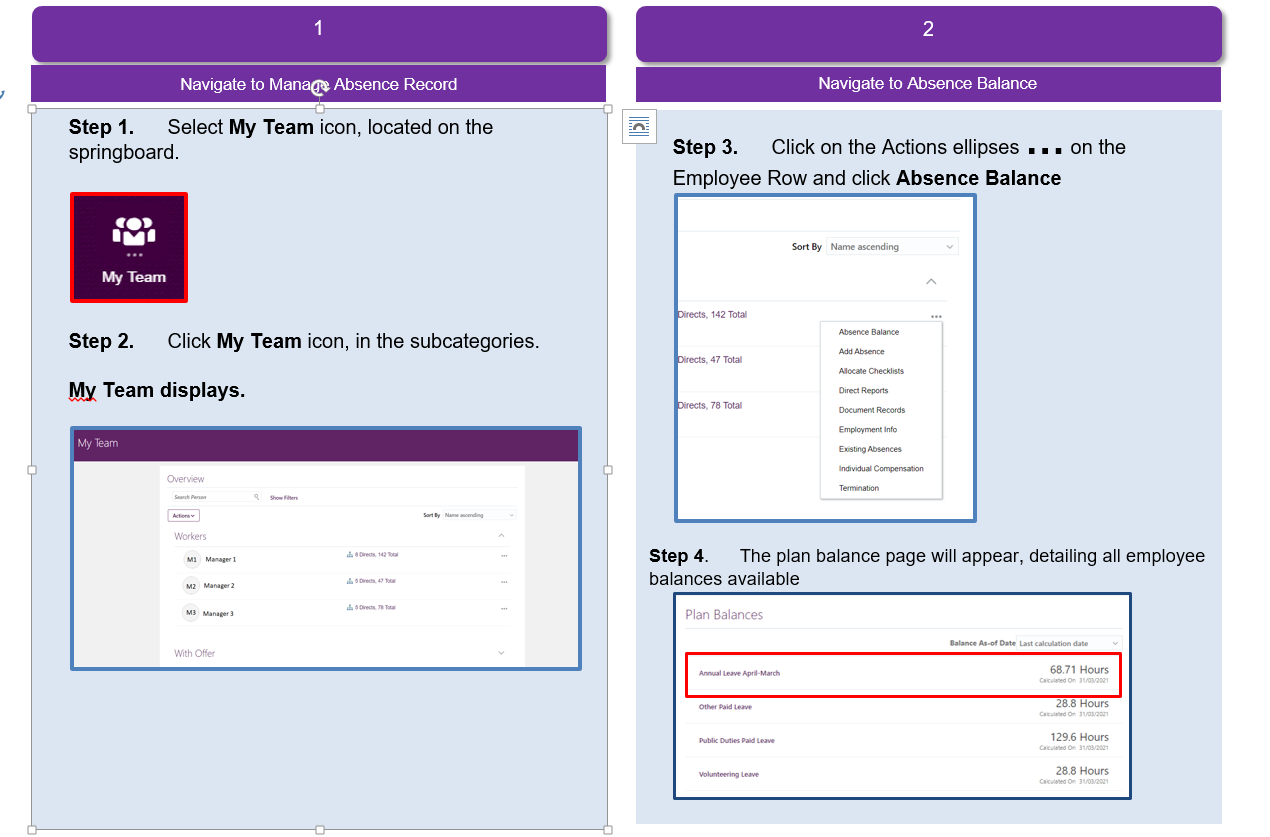 1
Navigate to Manage Absence Record
Step 1. Select My Team icon, located on the
springboard.
My Team
Step 2. Click My Team icon, in the subcategories.
My Team displays.
My Team
Overview
Search Person
Show Filters
Actions
Sort By Name ascending
Workers
M1 Manager 1 8 Directs, 142 Total
M2 Manager 2 5 Directs, 47 Total
M3 Manager 3 8 Directs, 78 Total
With Offer
2
Navigate to Absence Balance
Step 3. Click on the Actions ellipses ... on the
Employee Row and click Absence Balance
Sort By Name ascending
Directs, 142 Total
Directs, 47 Total
Directs, 78 Total
Absence Balance
Add Absence
Allocate Checklists
Direct Reports
Document Records
Employment Info
Existing Absences
Individual Compensation
Termination
Step 4. The plan balance page will appear, detailing all employee
balances available
Plan Balances
Balance As-of Date Last calculation date
Annual Leave April-March 68.71 Hours
Calculated On 31/03/2021
Other Paid Leave 28.8 Hours
Calculated On 31/03/2021
Public Duties Paid Leave 129.6 Hours
Calculated On 31/03/2021
Volunteering Leave 28.8 Hours
Calculated On 31/03/2021